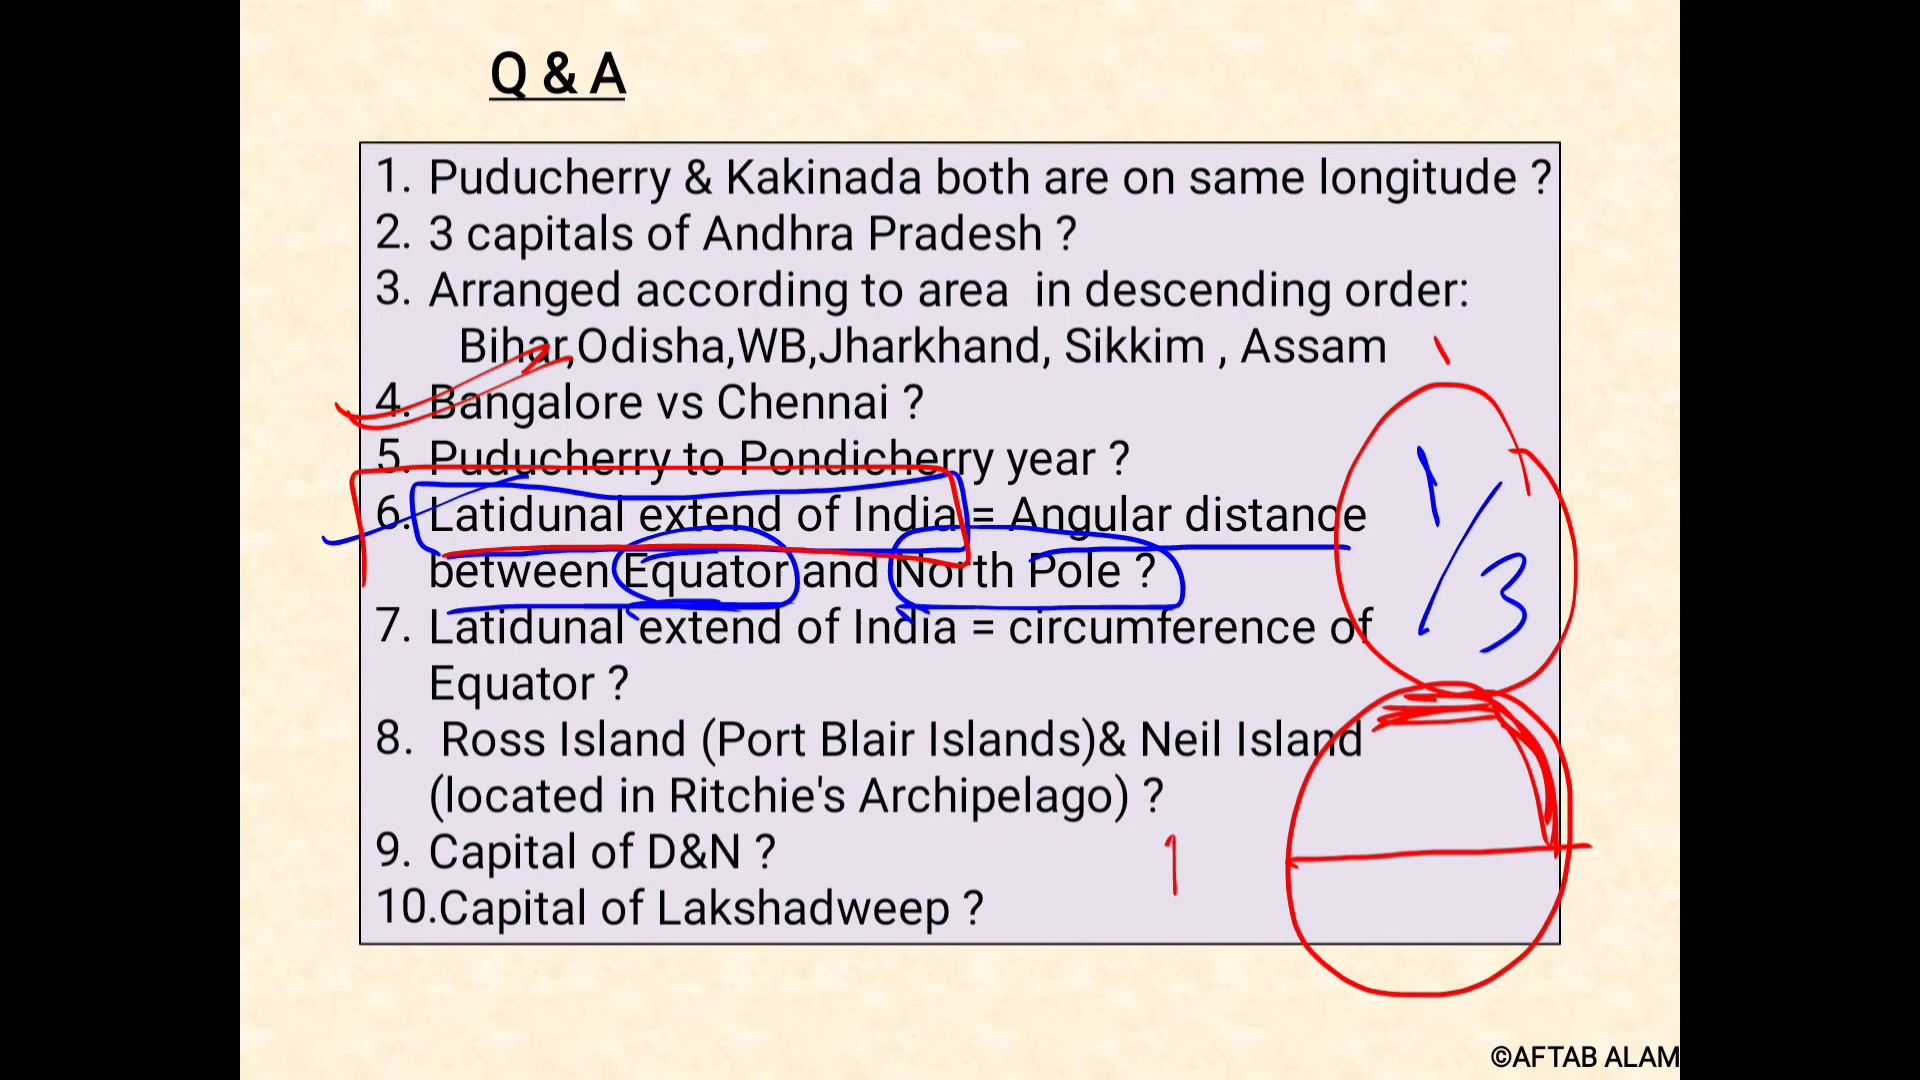 Q & A
1. Puducherry & Kakinada both are on same longitude ?
2. 3 capitals of Andhra Pradesh ?
3. Arranged according to area in descending order:
Bihar,Odisha,WB,Jharkhand, Sikkim , Assam
4. Bangalore vs Chennai ?
5. Puducherry to Pondicherry year ?
6. Latidunal extend of India = Angular distance
between Equator and North Pole ?
1/3
7. Latidunal extend of India = circumference of
Equator ?
8. Ross Island (Port Blair Islands)& Neil Island
(located in Ritchie's Archipelago) ?
9. Capital of D&N ?
1
10.Capital of Lakshadweep ?
©AFTAB ALAM